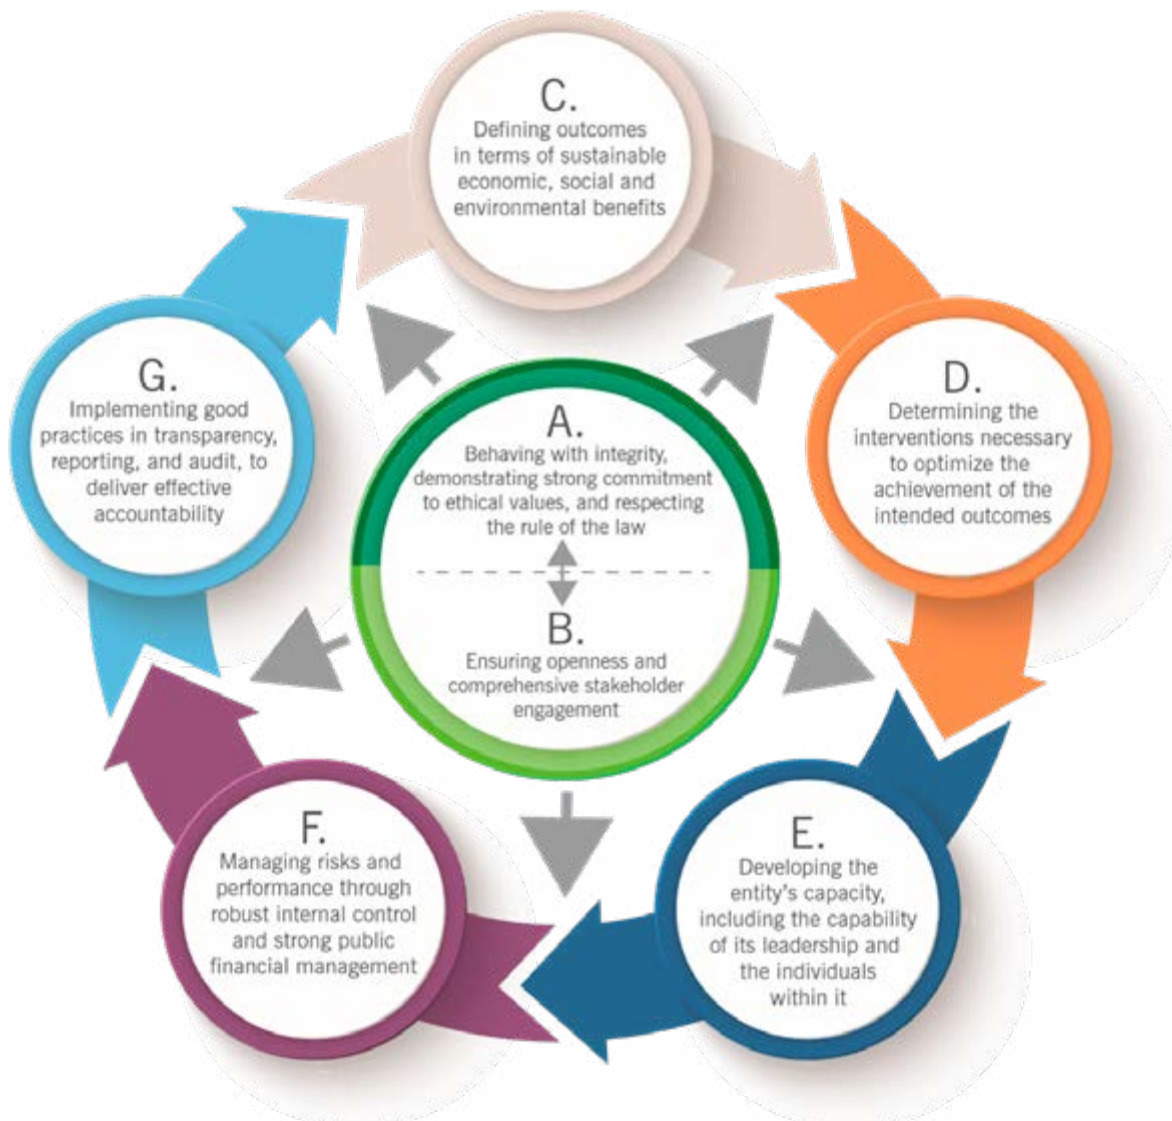 C.
Defining outcomes
in terms of sustainable
economic, social and
environmental benefits
G.
Implementing good
practices in transparency,
reporting, and audit, to
deliver effective
accountability
A.
Behaving with integrity,
demonstrating strong commitment
to ethical values, and respecting
the rule of the law
B.
Ensuring openness and
comprehensive stakeholder
engagement
D.
Determining the
interventions necessary
to optimize the
achievement of the
intended outcomes
F.
Managing risks and
performance through
robust internal control
and strong public
financial management
E.
Developing the
entity's capacity,
including the capability
of its leadership and
the individuals
within it